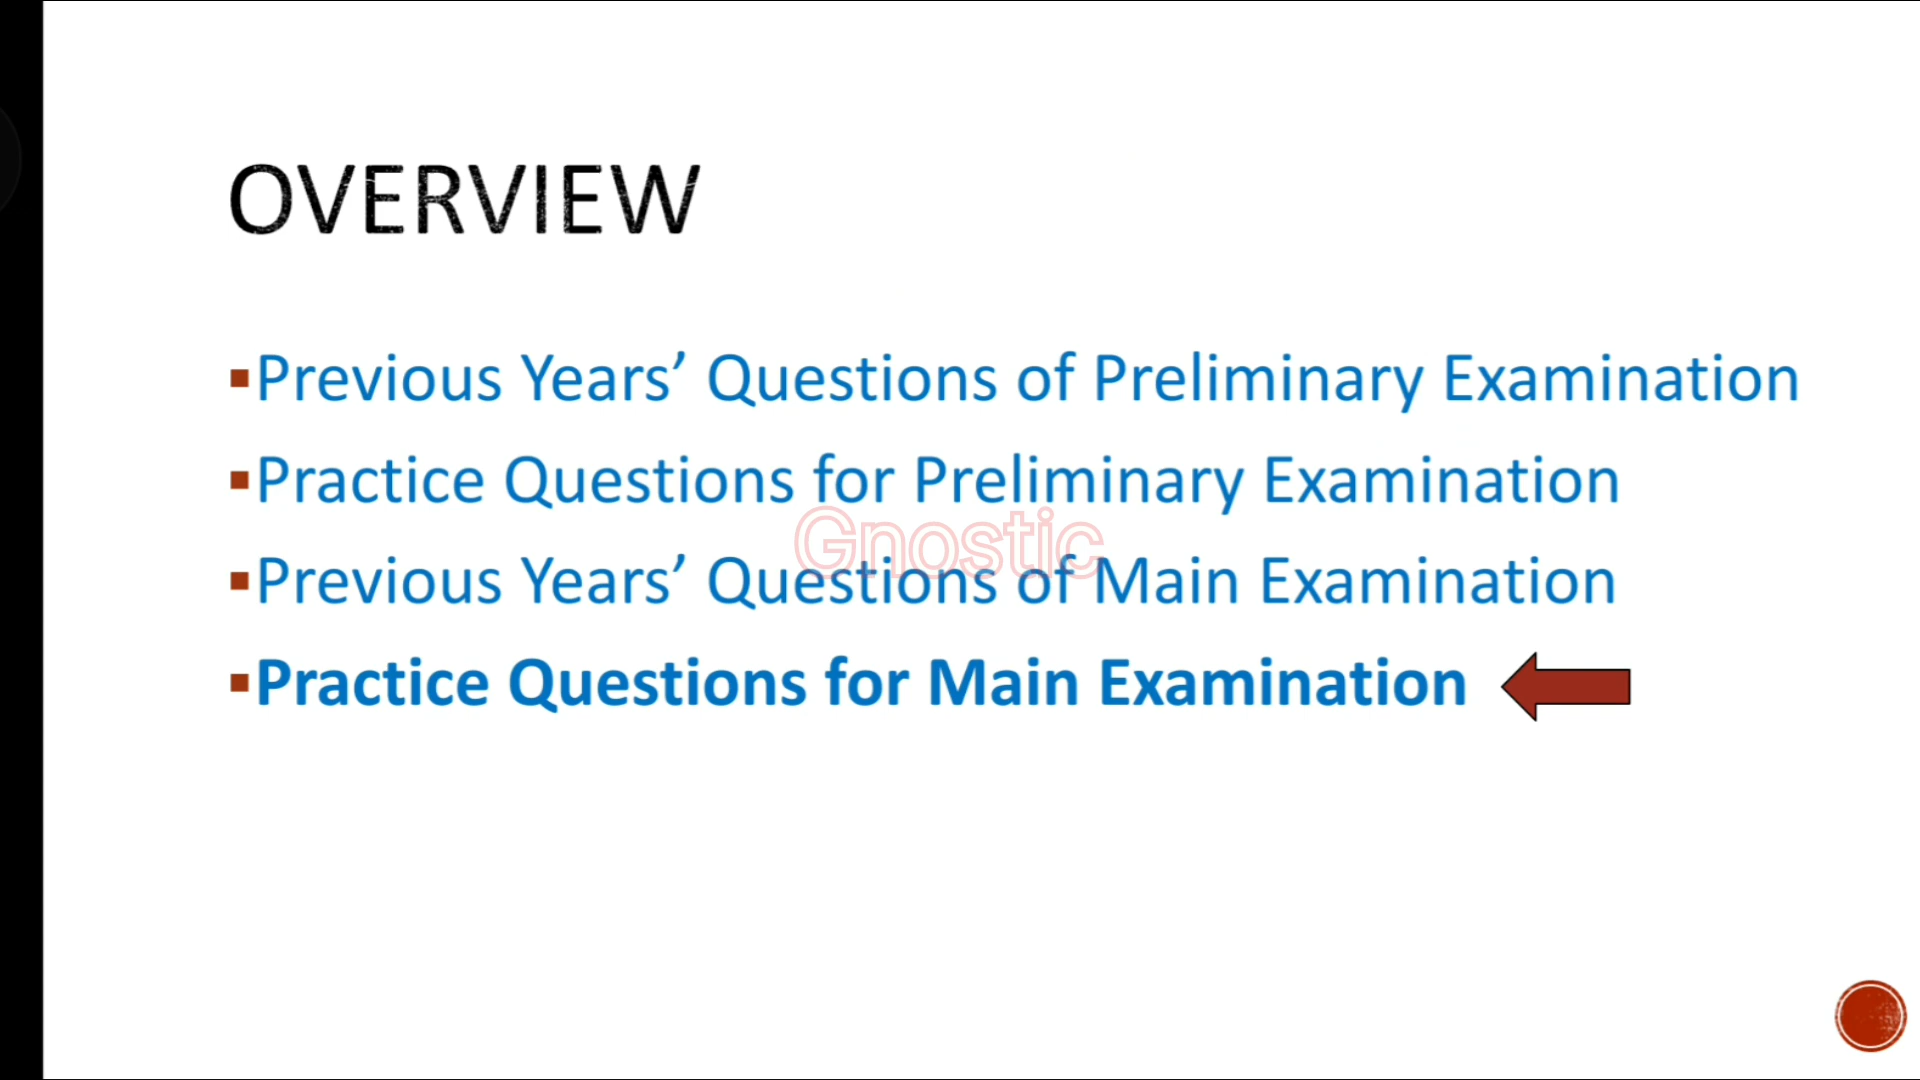 OVERVIEW
▪Previous Years’ Questions of Preliminary Examination
▪Practice Questions for Preliminary Examination
Gnostic
▪Previous Years’ Questions of Main Examination
▪Practice Questions for Main Examination